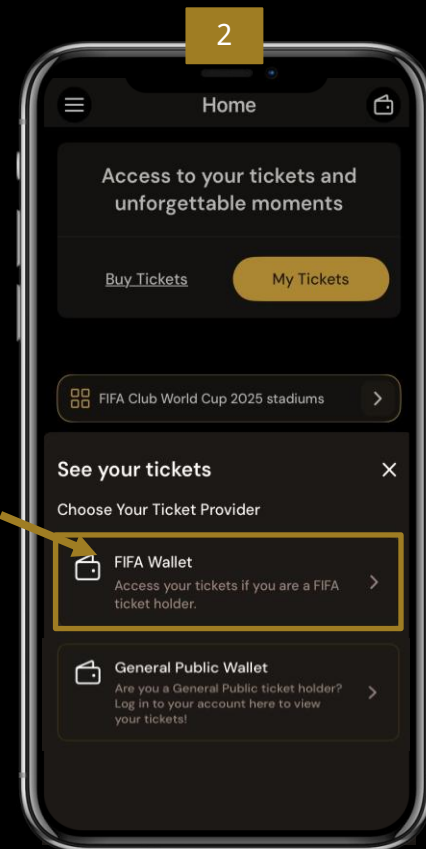 2
Home
Access to your tickets and
unforgettable moments
Buy Tickets
My Tickets
FIFA Club World Cup 2025 stadiums
See your tickets
Choose Your Ticket Provider
FIFA Wallet
Access your tickets if you are a FIFA
ticket holder.
General Public Wallet
Are you a General Public ticket holder?
Log in to your account here to view
your tickets!